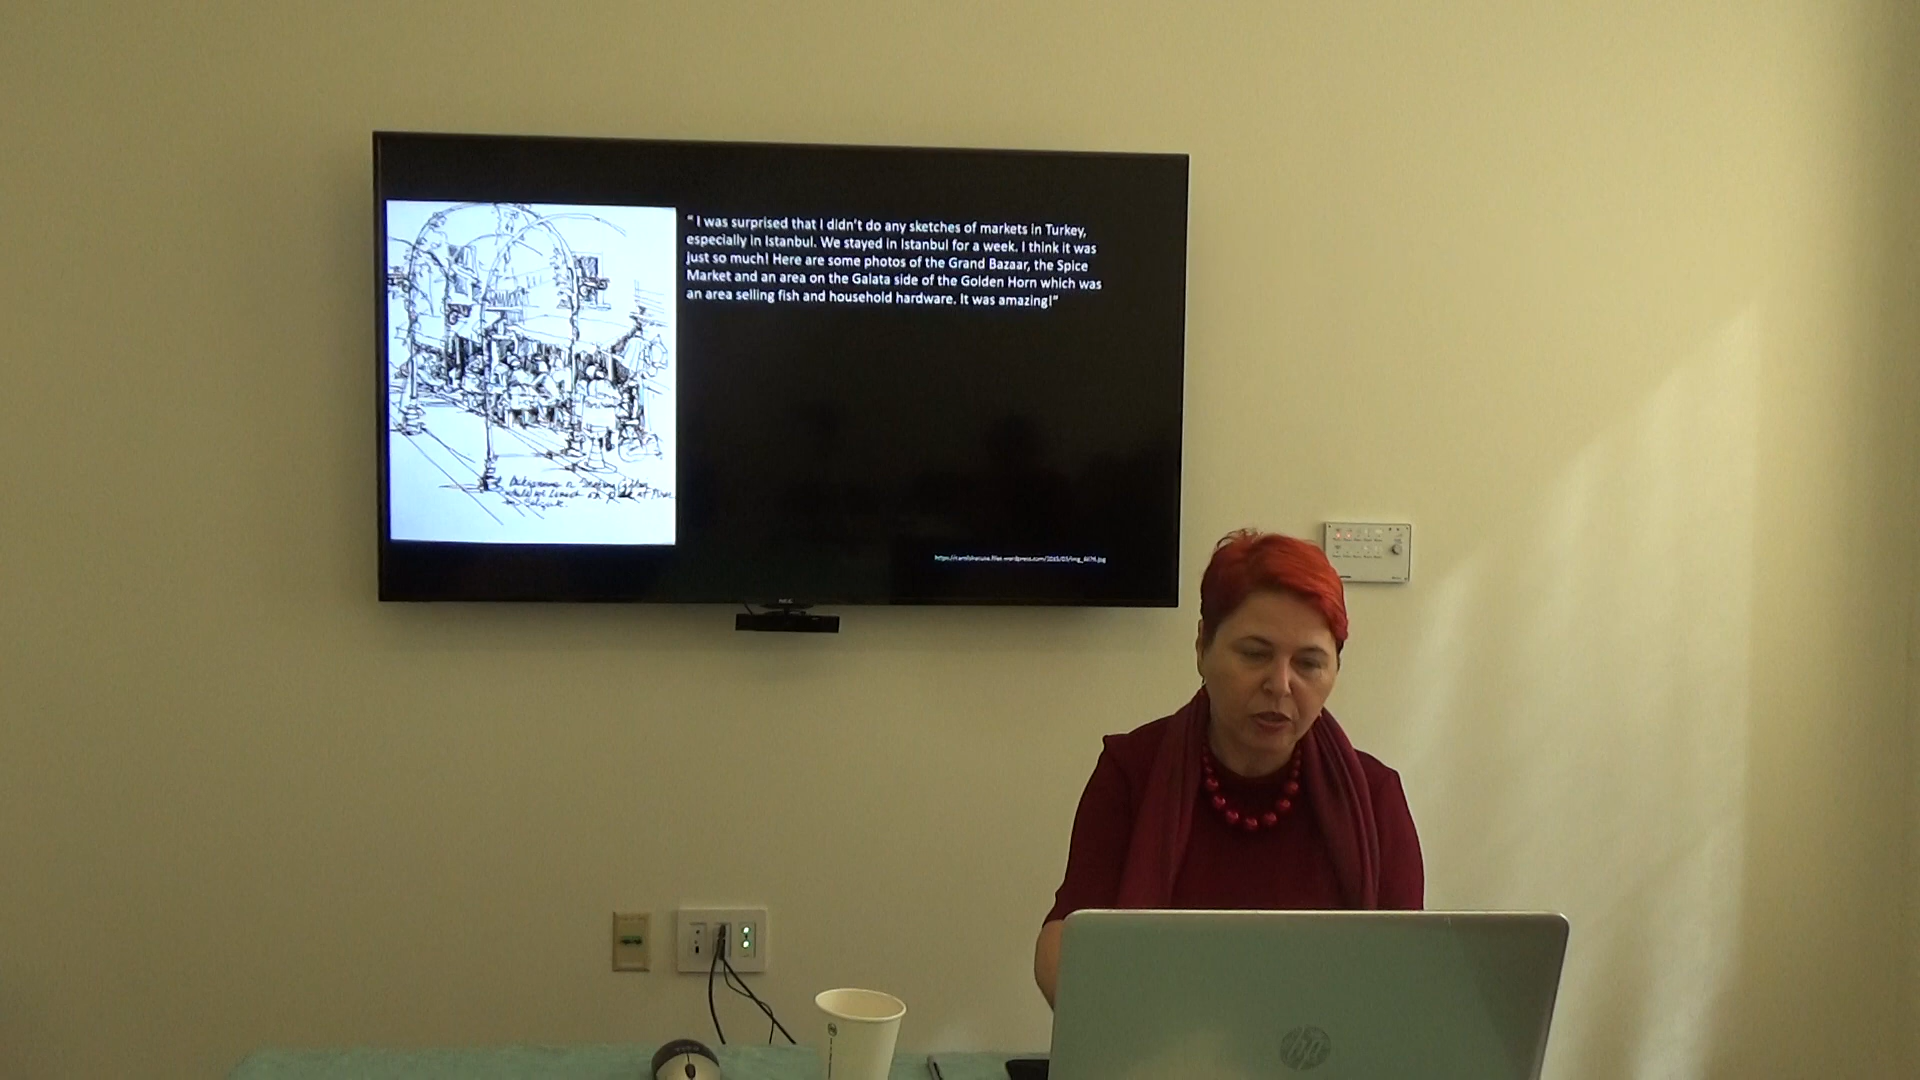 “ I was surprised that I didn't do any sketches of markets in Turkey,
especially in Istanbul. We stayed in Istanbul for a week. I think it was
just so much! Here are some photos of the Grand Bazaar, the Spice
Market and an area on the Galata side of the Golden Horn which was
an area selling fish and household hardware. It was amazing!”
NEC
hp